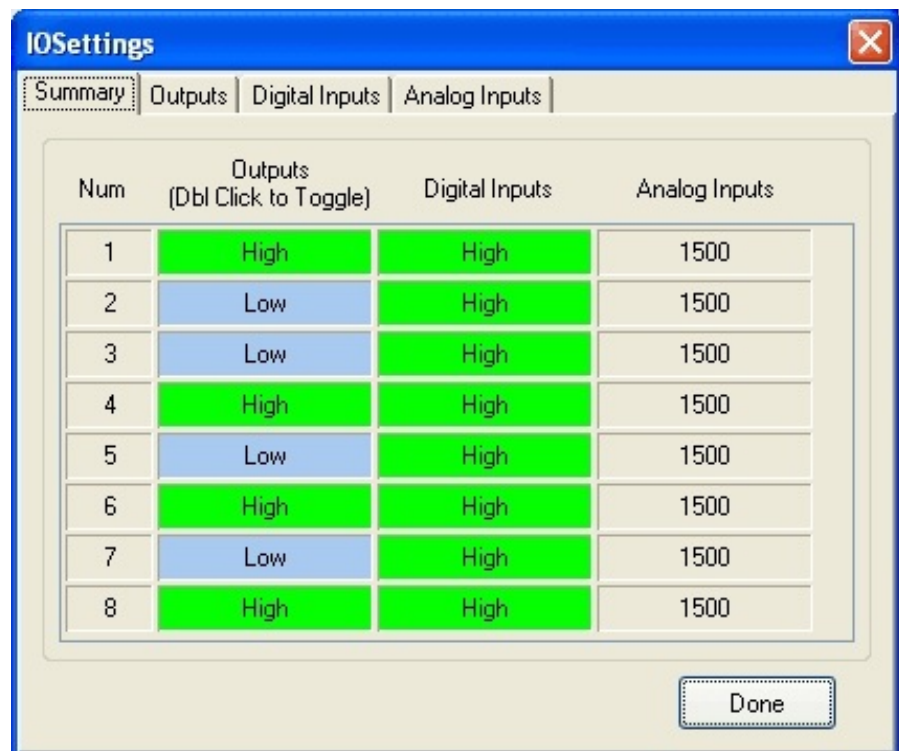 IOSettings
Summary Outputs Digital Inputs Analog Inputs
Num Outputs (Dbl Click to Toggle) Digital Inputs Analog Inputs
1 High High 1500
2 Low High 1500
3 Low High 1500
4 High High 1500
5 Low High 1500
6 High High 1500
7 Low High 1500
8 High High 1500
Done